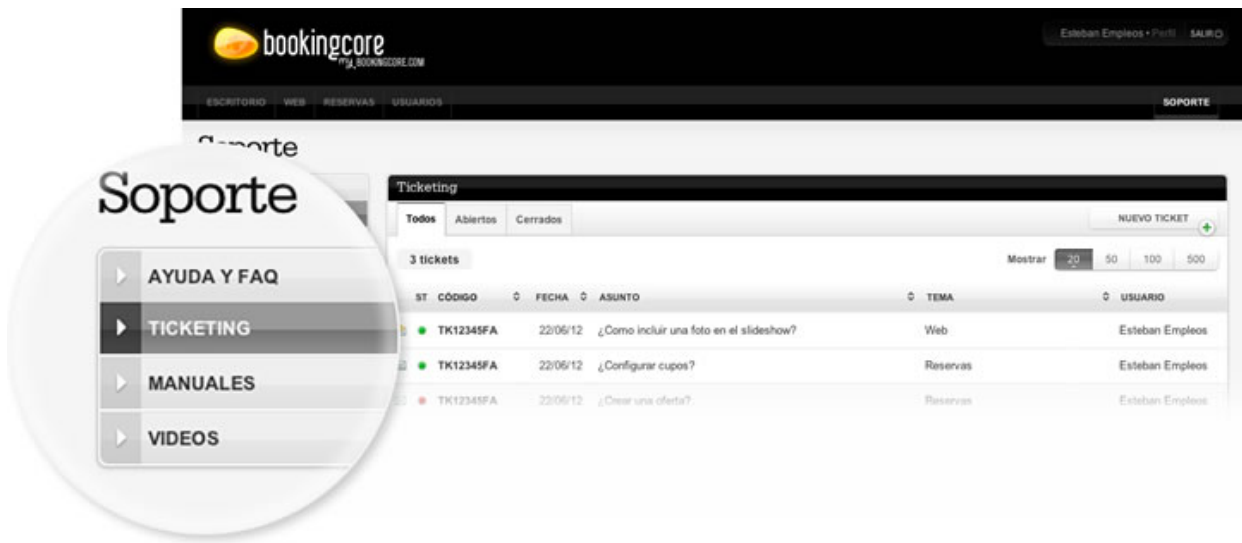 bookingcore
my.BOOKINGCORE.COM
Esteban Empleos • Perfil SALIR
ESCRITORIO WEB RESERVAS USUARIOS SOPORTE
Soporte
Soporte
AYUDA Y FAQ
TICKETING
MANUALES
VIDEOS
Ticketing
Todos Abiertos Cerrados NUEVO TICKET
3 tickets Mostrar 20 50 100 500
ST CÓDIGO FECHA ASUNTO TEMA USUARIO
TK12345FA 22/06/12 ¿Como incluir una foto en el slideshow? Web Esteban Empleos
TK12345FA 22/06/12 ¿Configurar cupos? Reservas Esteban Empleos
TK12345FA 22/06/12 ¿Crear una oferta? Reservas Esteban Empleos